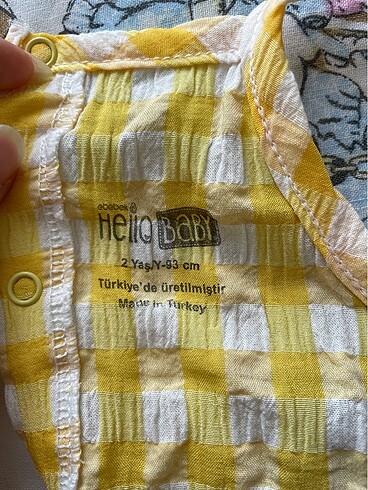 ebebek
Hello BABY
2 Yaş/Y-93 cm
Türkiye'de üretilmiştir
Made in Turkey